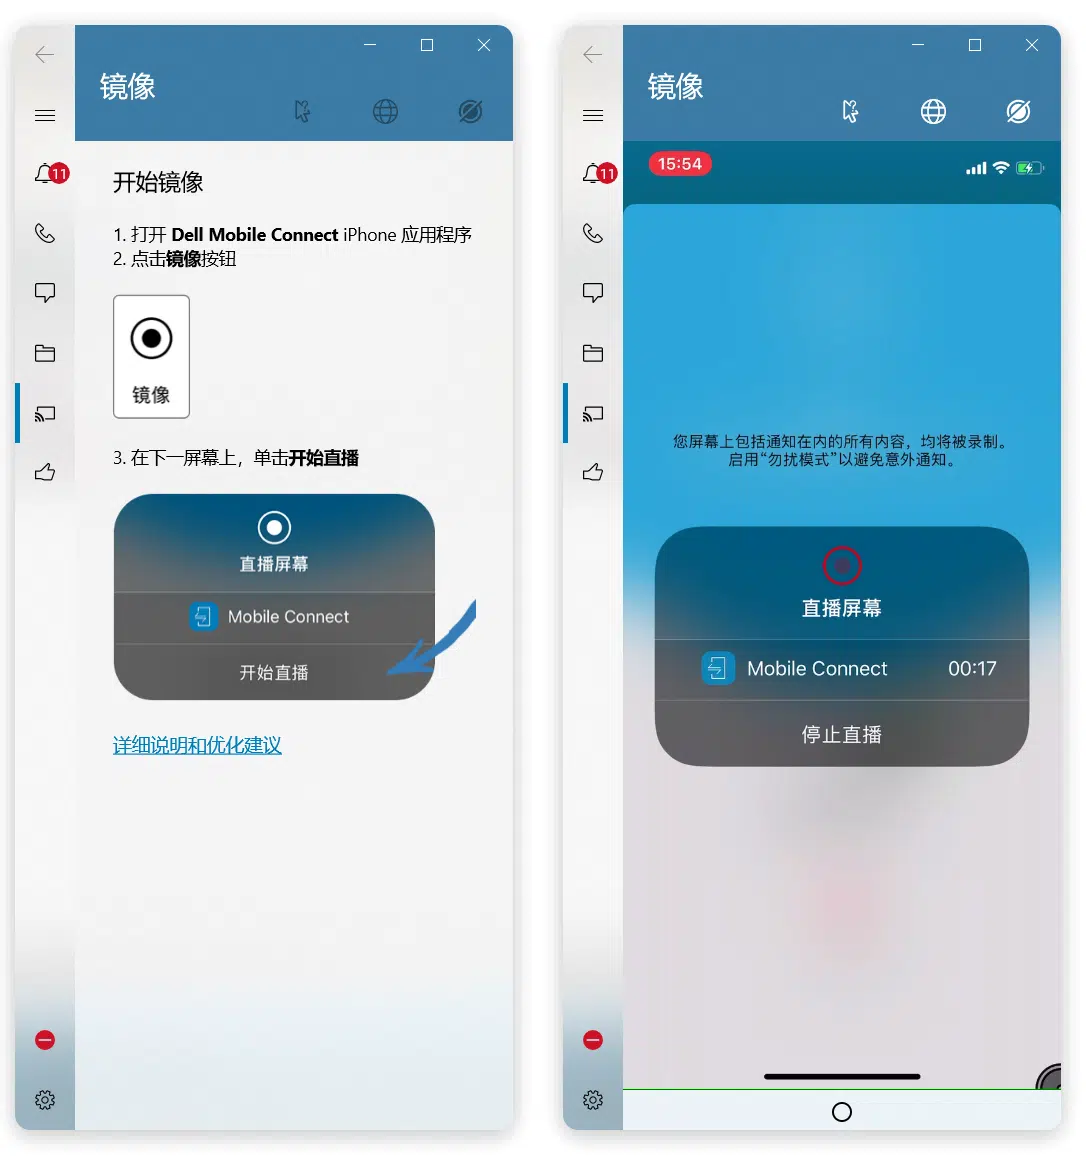 镜像
11
开始镜像
1. 打开 Dell Mobile Connect iPhone 应用程序
2. 点击镜像按钮
镜像
3. 在下一屏幕上，单击开始直播
直播屏幕
Mobile Connect
开始直播
详细说明和优化建议
镜像
11
15:54
您屏幕上包括通知在内的所有内容，均将被录制。
启用“勿扰模式”以避免意外通知。
直播屏幕
Mobile Connect 00:17
停止直播